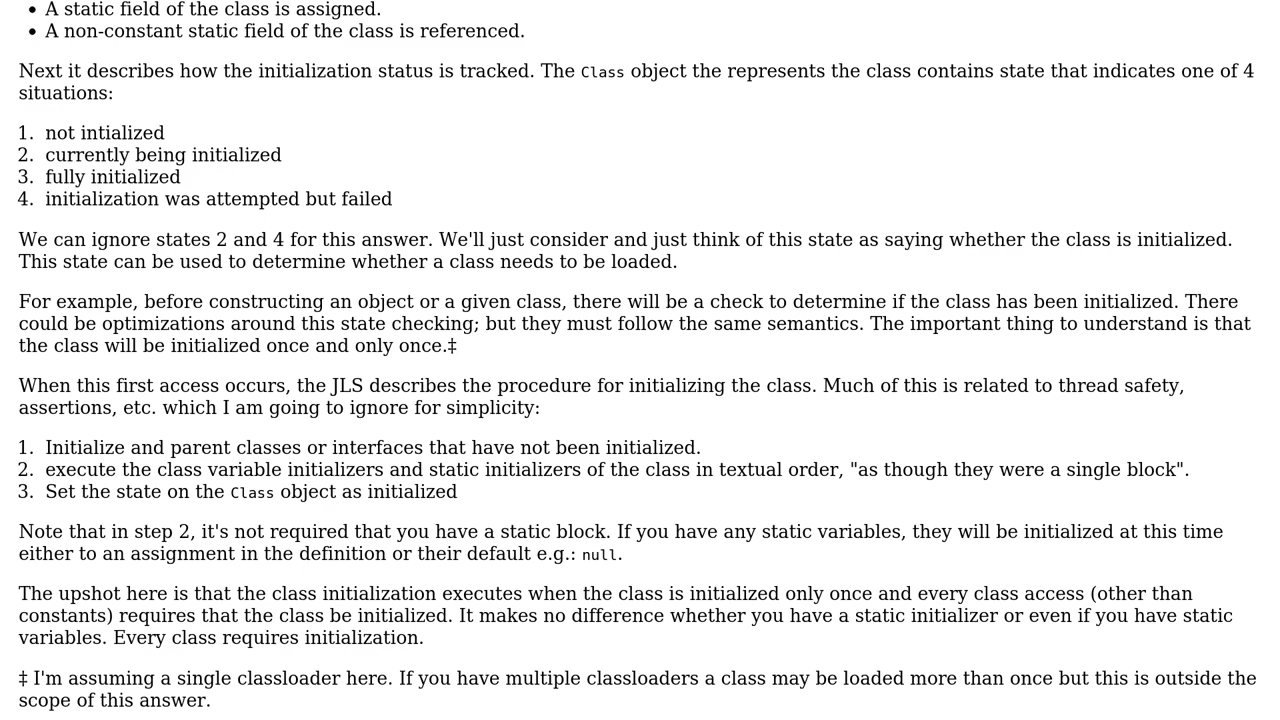 • A static field of the class is assigned.
• A non-constant static field of the class is referenced.
Next it describes how the initialization status is tracked. The Class object the represents the class contains state that indicates one of 4
situations:
1. not intialized
2. currently being initialized
3. fully initialized
4. initialization was attempted but failed
We can ignore states 2 and 4 for this answer. We'll just consider and just think of this state as saying whether the class is initialized.
This state can be used to determine whether a class needs to be loaded.
For example, before constructing an object or a given class, there will be a check to determine if the class has been initialized. There
could be optimizations around this state checking; but they must follow the same semantics. The important thing to understand is that
the class will be initialized once and only once.‡
When this first access occurs, the JLS describes the procedure for initializing the class. Much of this is related to thread safety,
assertions, etc. which I am going to ignore for simplicity:
1. Initialize and parent classes or interfaces that have not been initialized.
2. execute the class variable initializers and static initializers of the class in textual order, "as though they were a single block".
3. Set the state on the Class object as initialized
Note that in step 2, it's not required that you have a static block. If you have any static variables, they will be initialized at this time
either to an assignment in the definition or their default e.g.: null.
The upshot here is that the class initialization executes when the class is initialized only once and every class access (other than
constants) requires that the class be initialized. It makes no difference whether you have a static initializer or even if you have static
variables. Every class requires initialization.
‡ I'm assuming a single classloader here. If you have multiple classloaders a class may be loaded more than once but this is outside the
scope of this answer.